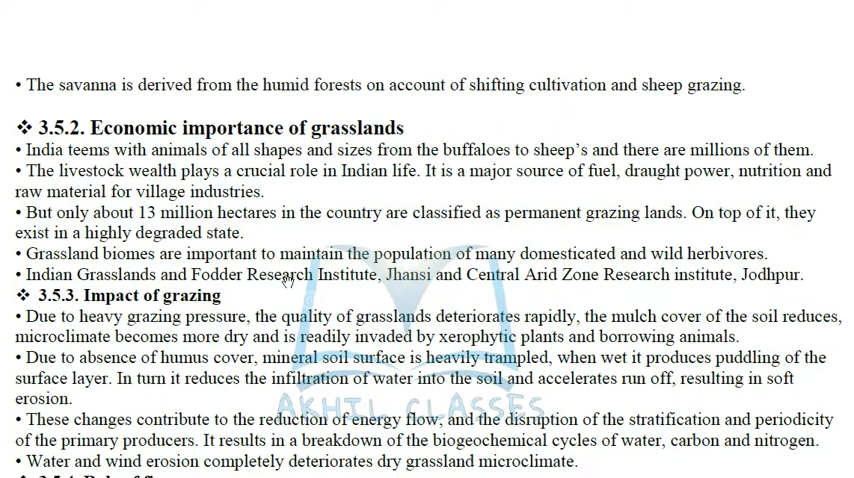 • The savanna is derived from the humid forests on account of shifting cultivation and sheep grazing.
❖ 3.5.2. Economic importance of grasslands
• India teems with animals of all shapes and sizes from the buffaloes to sheep’s and there are millions of them.
• The livestock wealth plays a crucial role in Indian life. It is a major source of fuel, draught power, nutrition and
raw material for village industries.
• But only about 13 million hectares in the country are classified as permanent grazing lands. On top of it, they
exist in a highly degraded state.
• Grassland biomes are important to maintain the population of many domesticated and wild herbivores.
• Indian Grasslands and Fodder Research Institute, Jhansi and Central Arid Zone Research institute, Jodhpur.
❖ 3.5.3. Impact of grazing
• Due to heavy grazing pressure, the quality of grasslands deteriorates rapidly, the mulch cover of the soil reduces,
microclimate becomes more dry and is readily invaded by xerophytic plants and borrowing animals.
• Due to absence of humus cover, mineral soil surface is heavily trampled, when wet it produces puddling of the
surface layer. In turn it reduces the infiltration of water into the soil and accelerates run off, resulting in soft
erosion.
AKHIL CLASSES
• These changes contribute to the reduction of energy flow, and the disruption of the stratification and periodicity
of the primary producers. It results in a breakdown of the biogeochemical cycles of water, carbon and nitrogen.
• Water and wind erosion completely deteriorates dry grassland microclimate.